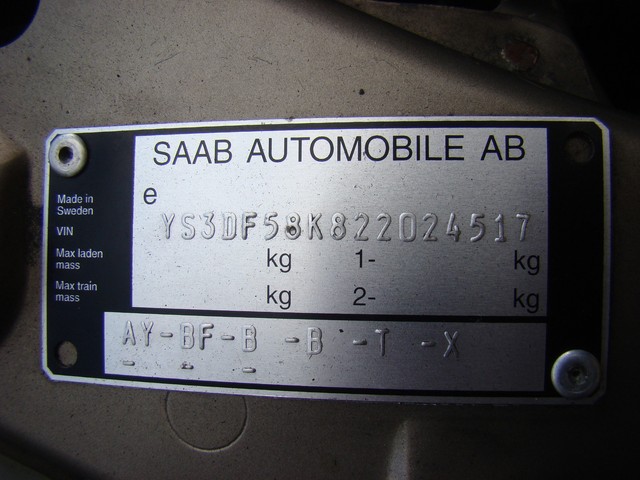 SAAB AUTOMOBILE AB
e
Made in
Sweden
VIN
YS3DF58K822024517
Max laden
mass
kg 1- kg
Max train
mass
kg 2- kg
AY-BF-B -B -T -X